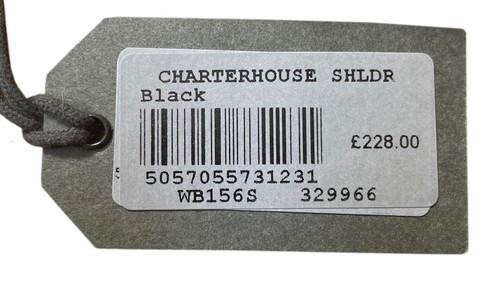 CHARTERHOUSE SHLDR
Black
£228.00
5057055731231
WB156S 329966